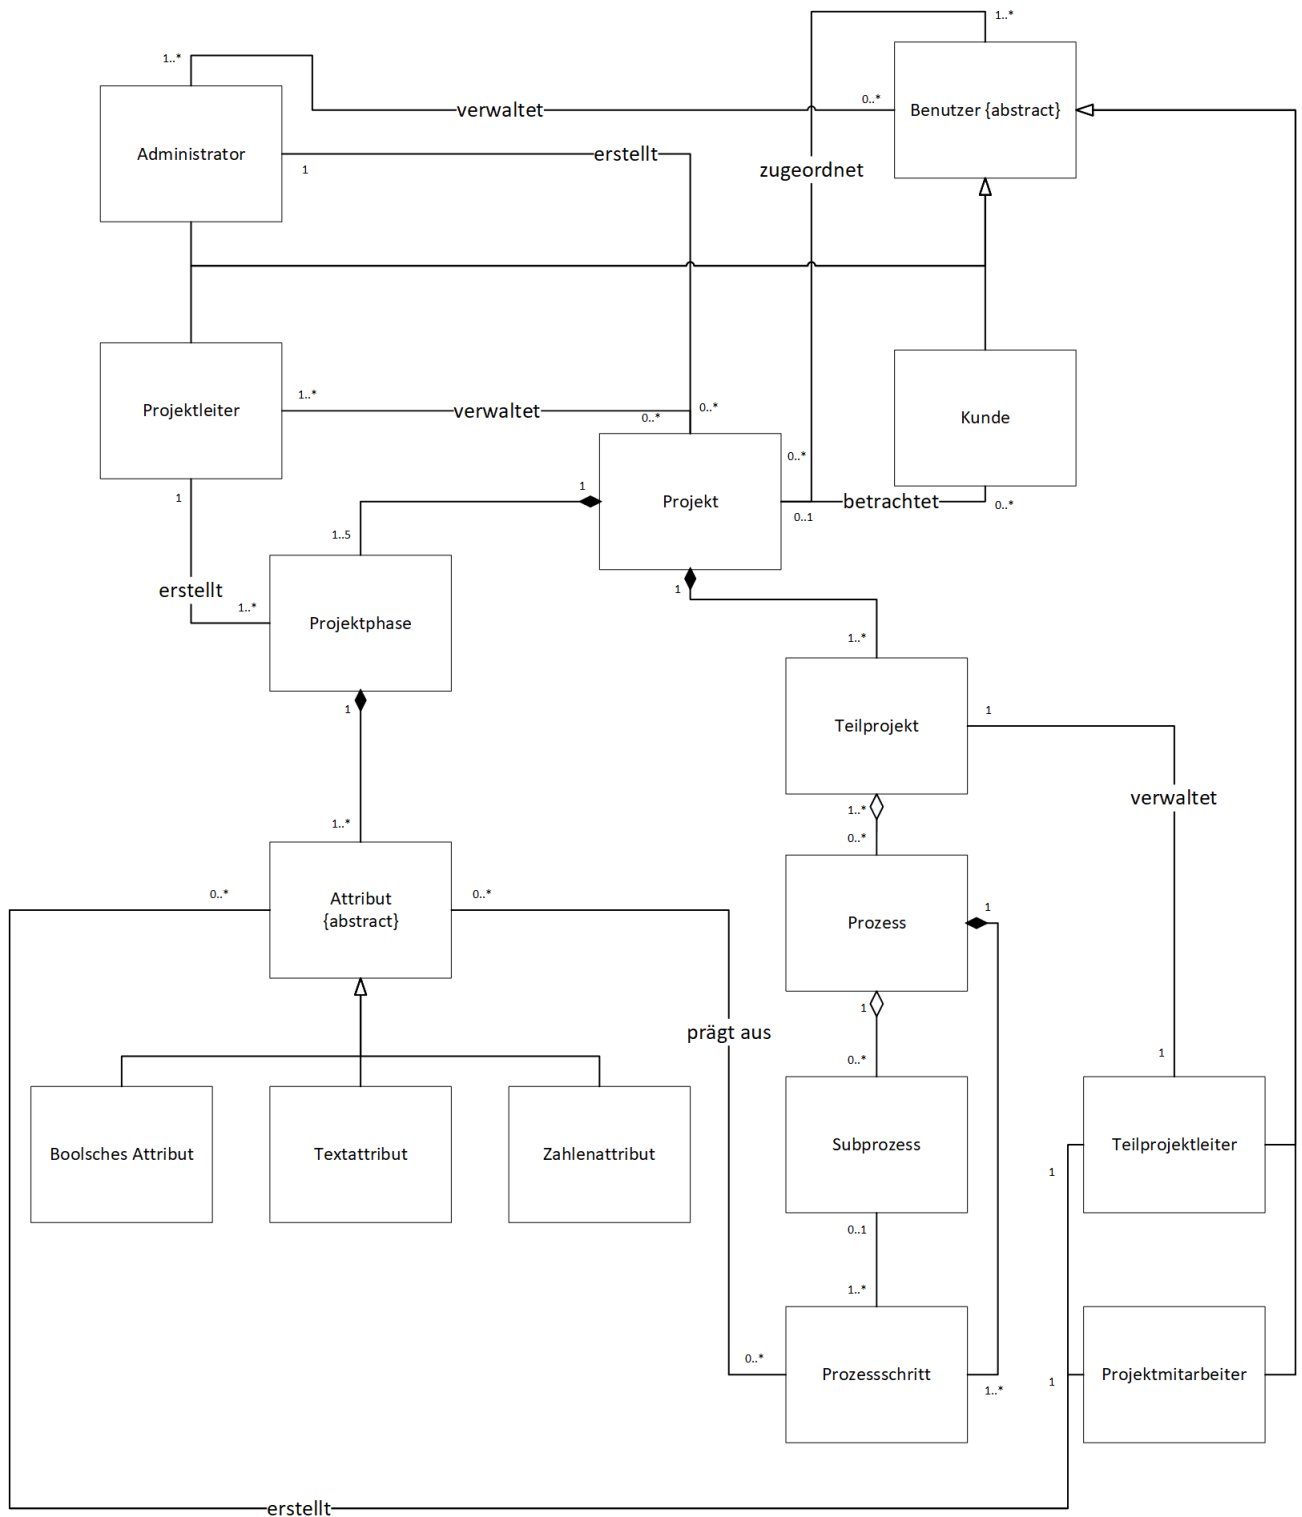 1..*
1..*
0..*
verwaltet
Benutzer {abstract}
Administrator
erstellt
1
zugeordnet
1..*
0..*
Projektleiter
verwaltet
0..*
Kunde
0..*
1
1
Projekt
betrachtet
0..1
0..*
1..5
erstellt
1
1..*
Projektphase
1..*
1
1
Teilprojekt
verwaltet
1..*
1..*
0..*
0..*
0..*
Attribut
{abstract}
1
Prozess
1
prägt aus
0..*
1
Boolsches Attribut
Textattribut
Zahlenattribut
Subprozess
Teilprojektleiter
1
0..1
1..*
0..*
Prozessschritt
1
Projektmitarbeiter
1..*
erstellt